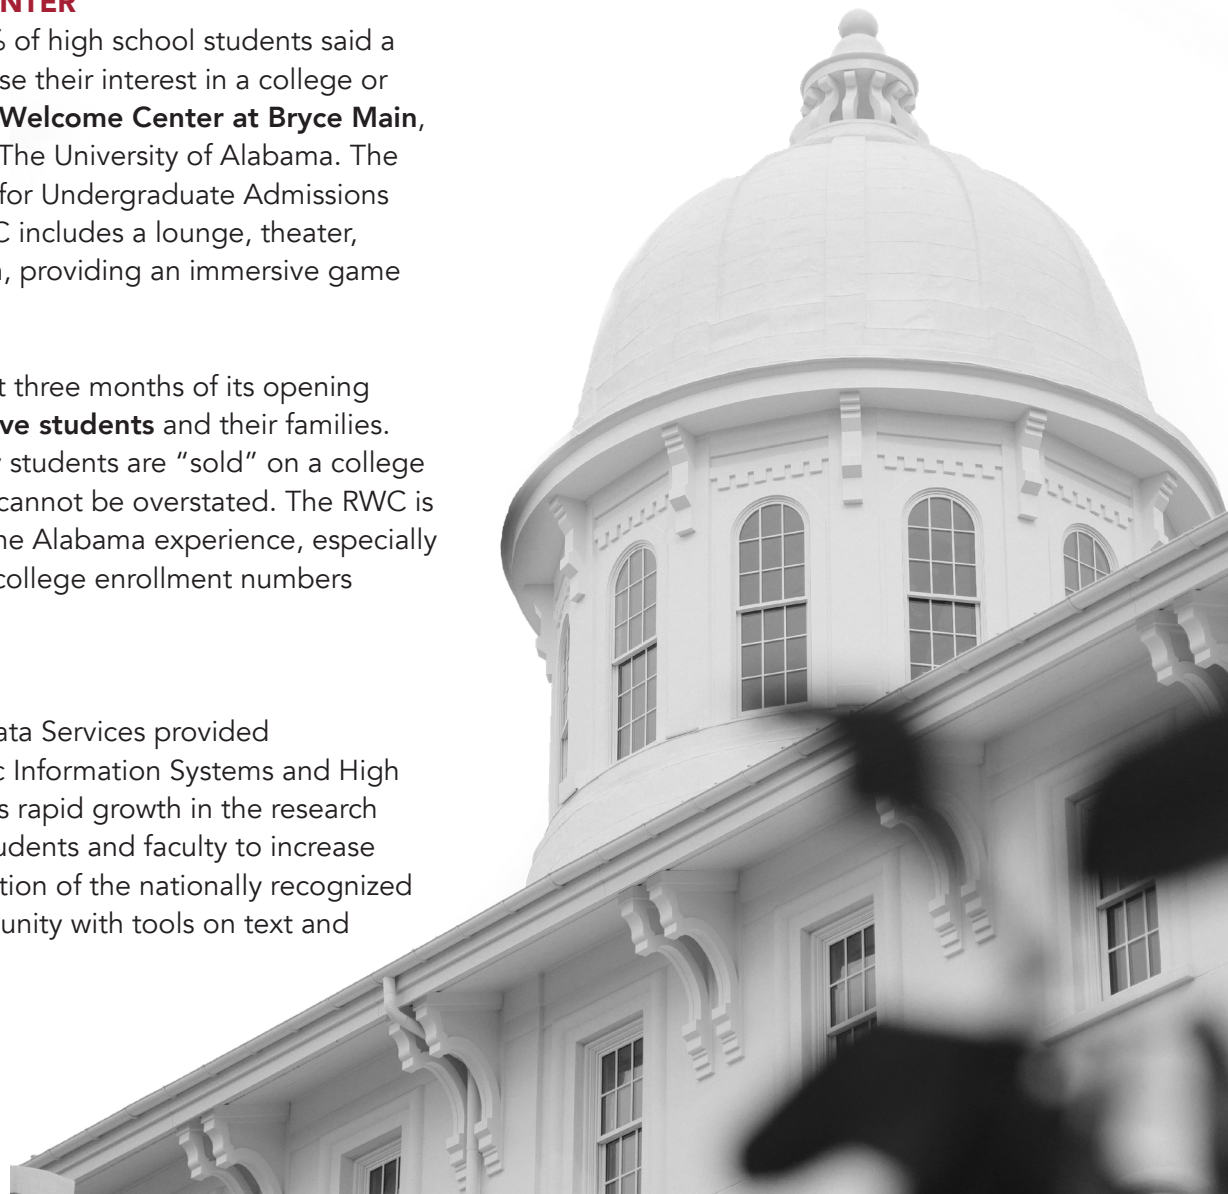 NTER
% of high school students said a
se their interest in a college or
Welcome Center at Bryce Main,
The University of Alabama. The
for Undergraduate Admissions
C includes a lounge, theater,
, providing an immersive game
t three months of its opening
ve students and their families.
students are “sold” on a college
cannot be overstated. The RWC is
he Alabama experience, especially
college enrollment numbers
ata Services provided
c Information Systems and High
s rapid growth in the research
udents and faculty to increase
tion of the nationally recognized
unity with tools on text and